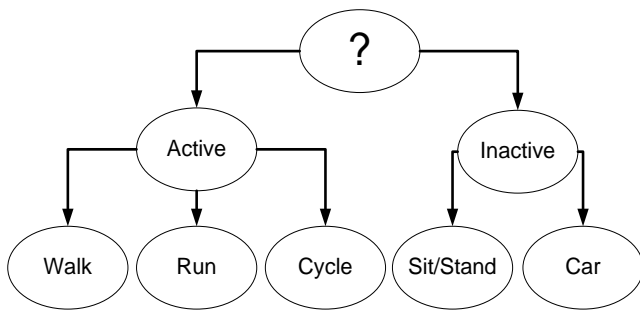 ?
Active
Inactive
Walk
Run
Cycle
Sit/Stand
Car